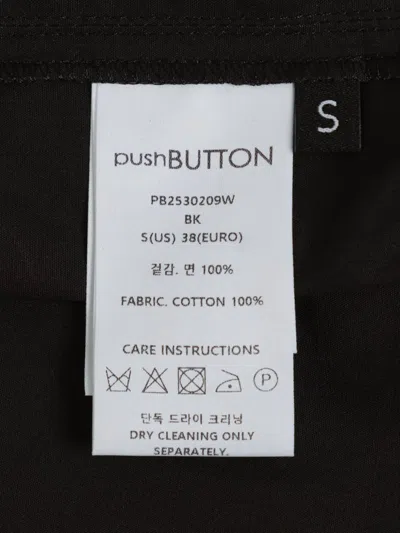 S
pushBUTTON
PB2530209W
BK
S(US) 38(EURO)
겉감. 면 100%
FABRIC. COTTON 100%
CARE INSTRUCTIONS
P
단독 드라이 크리닝
DRY CLEANING ONLY
SEPARATELY.